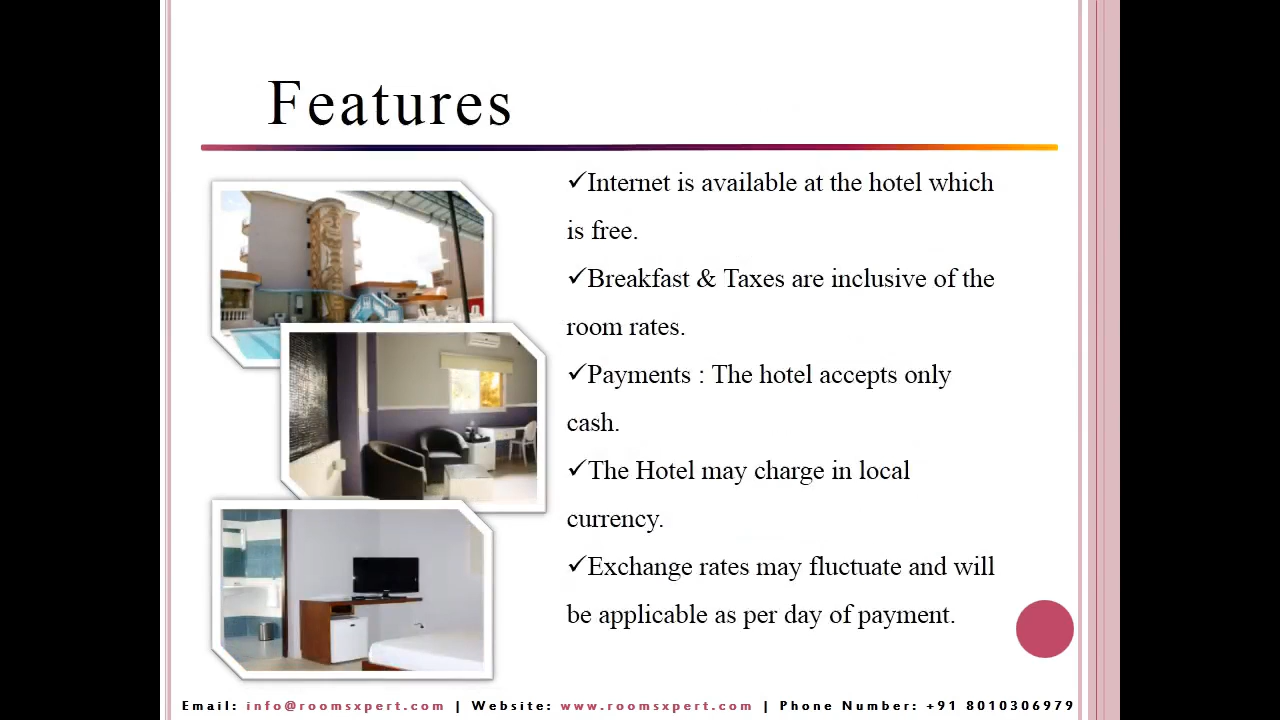 Features
✓Internet is available at the hotel which
is free.
✓Breakfast & Taxes are inclusive of the
room rates.
✓Payments : The hotel accepts only
cash.
✓The Hotel may charge in local
currency.
✓Exchange rates may fluctuate and will
be applicable as per day of payment.
Email: info@roomsxpert.com | Website: www.roomsxpert.com | Phone Number: +91 8010306979